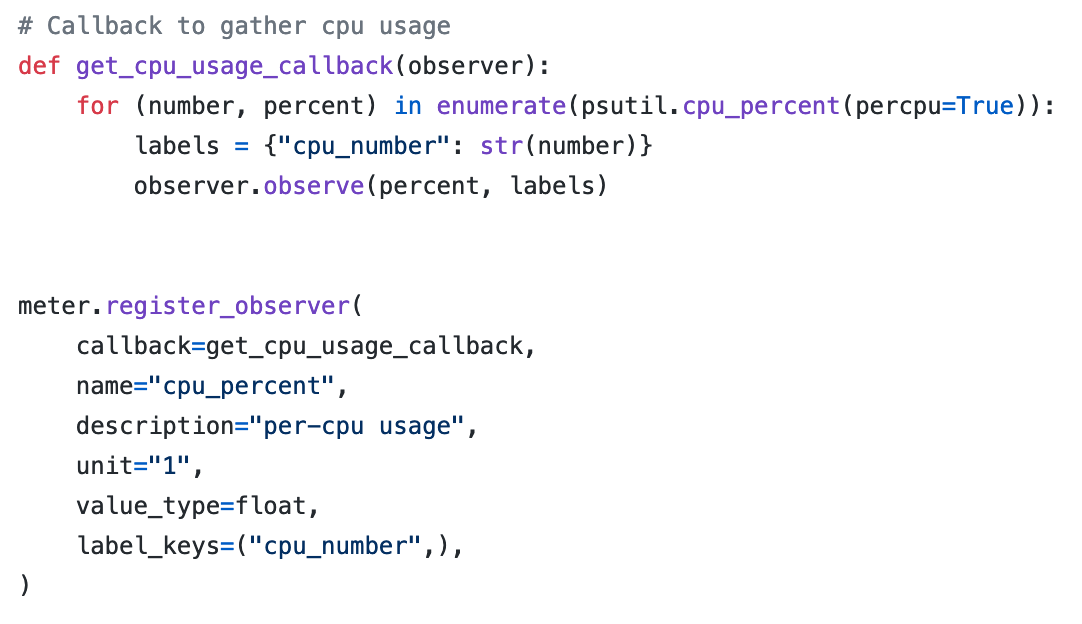 # Callback to gather cpu usage
def get_cpu_usage_callback(observer):
    for (number, percent) in enumerate(psutil.cpu_percent(percpu=True)):
        labels = {"cpu_number": str(number)}
        observer.observe(percent, labels)


meter.register_observer(
    callback=get_cpu_usage_callback,
    name="cpu_percent",
    description="per-cpu usage",
    unit="1",
    value_type=float,
    label_keys=("cpu_number",),
)